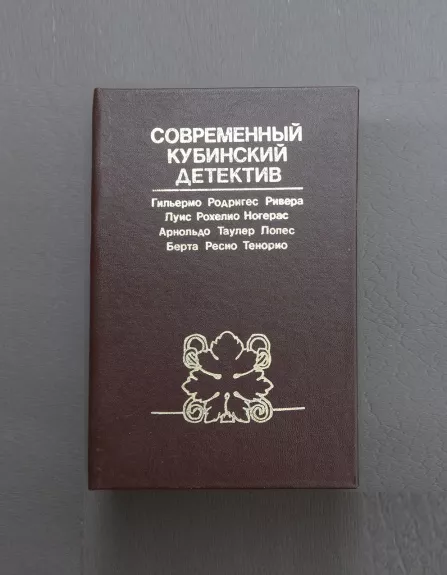 СОВРЕМЕННЫЙ
КУБИНСКИЙ
ДЕТЕКТИВ
Гильермо Родригес Ривера
Луис Рохелио Ногерас
Арнольдо Таулер Лопес
Берта Ресио Тенорио